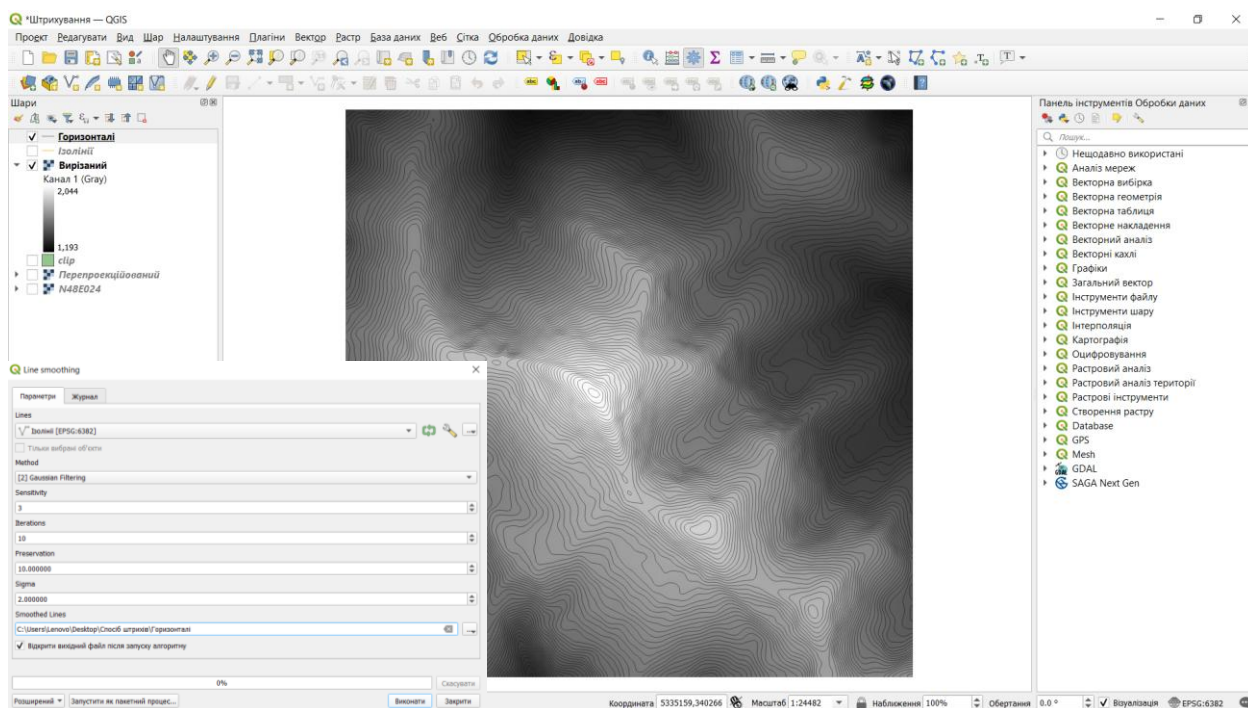 *Штрихування — QGIS
Проєкт Редагувати Вид Шар Налаштування Плагіни Вектор Растр База даних Веб Сітка Обробка даних Довідка
Шари
Горизонталі
Ізолінії
Вирізаний
Канал 1 (Gray)
2,044
1,193
clip
Перепроекційований
N48E024
Панель інструментів Обробки даних
Пошук...
Нещодавно використані
Аналіз мереж
Векторна вибірка
Векторна геометрія
Векторна таблиця
Векторне накладення
Векторний аналіз
Векторні кахлі
Графіки
Загальний вектор
Інструменти файлу
Інструменти шару
Інтерполяція
Картографія
Оцифровування
Растровий аналіз
Растровий аналіз території
Растрові інструменти
Створення растру
Database
GPS
Mesh
GDAL
SAGA Next Gen
Line smoothing
Параметри Журнал
Lines
Ізолінії [EPSG:6382]
Тільки вибрані об'єкти
Method
[2] Gaussian Filtering
Sensitivity
3
Iterations
10
Preservation
10.000000
Sigma
2.000000
Smoothed Lines
C:\Users\Lenovo\Desktop\Спосіб штрихів\Горизонталі
Відкрити вихідний файл після запуску алгоритму
0% Скасувати
Розширений Запустити як пакетний процес... Виконати Закрити
Координата 5335159,340266 Масштаб 1:24482 Наближення 100% Обертання 0.0 ° Візуалізація EPSG:6382